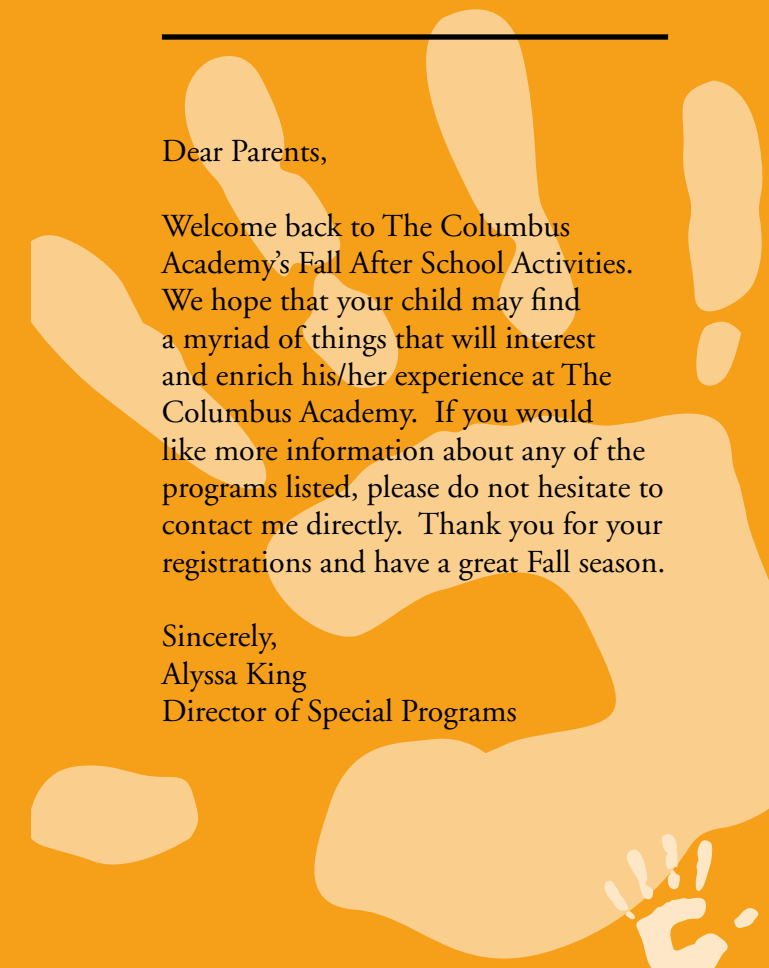 Dear Parents,
Welcome back to The Columbus
Academy’s Fall After School Activities.
We hope that your child may find
a myriad of things that will interest
and enrich his/her experience at The
Columbus Academy.  If you would
like more information about any of the
programs listed, please do not hesitate to
contact me directly.  Thank you for your
registrations and have a great Fall season.
Sincerely,
Alyssa King
Director of Special Programs